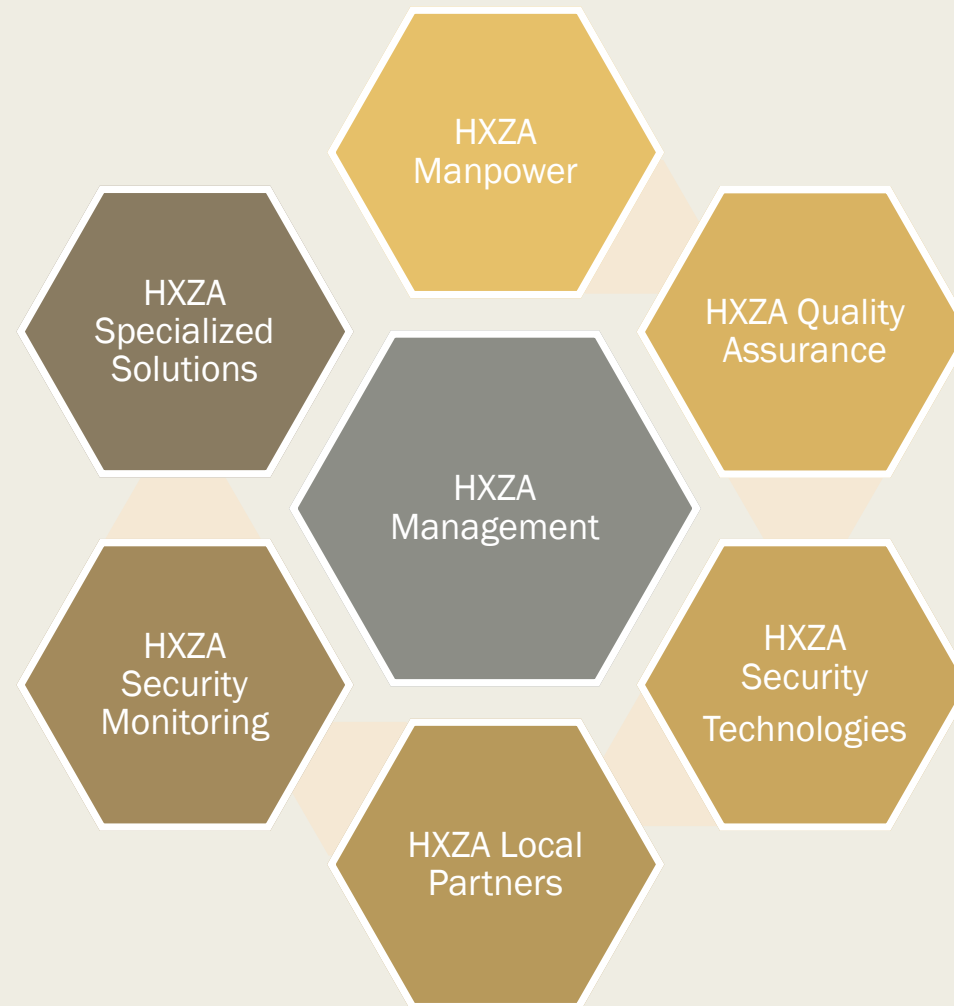 HXZA
Manpower
HXZA Quality
Assurance
HXZA
Security
Technologies
HXZA Local
Partners
HXZA
Security
Monitoring
HXZA
Specialized
Solutions
HXZA
Management